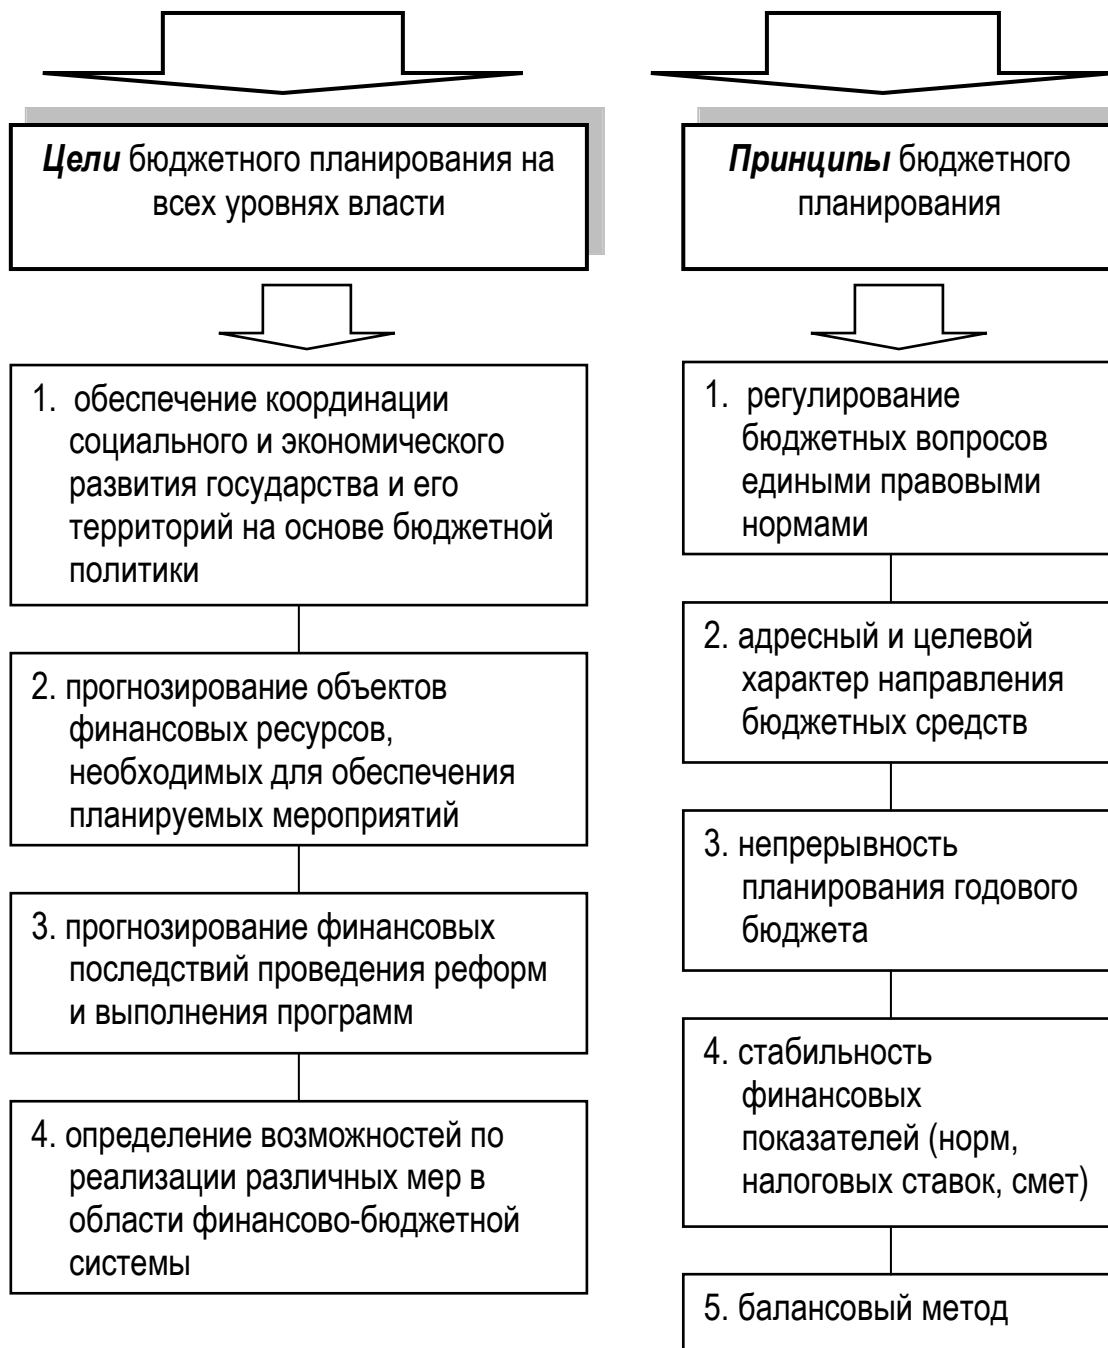 Цели бюджетного планирования на
всех уровнях власти
1. обеспечение координации
социального и экономического
развития государства и его
территорий на основе бюджетной
политики
2. прогнозирование объектов
финансовых ресурсов,
необходимых для обеспечения
планируемых мероприятий
3. прогнозирование финансовых
последствий проведения реформ
и выполнения программ
4. определение возможностей по
реализации различных мер в
области финансово-бюджетной
системы
Принципы бюджетного
планирования
1. регулирование
бюджетных вопросов
едиными правовыми
нормами
2. адресный и целевой
характер направления
бюджетных средств
3. непрерывность
планирования годового
бюджета
4. стабильность
финансовых
показателей (норм,
налоговых ставок, смет)
5. балансовый метод